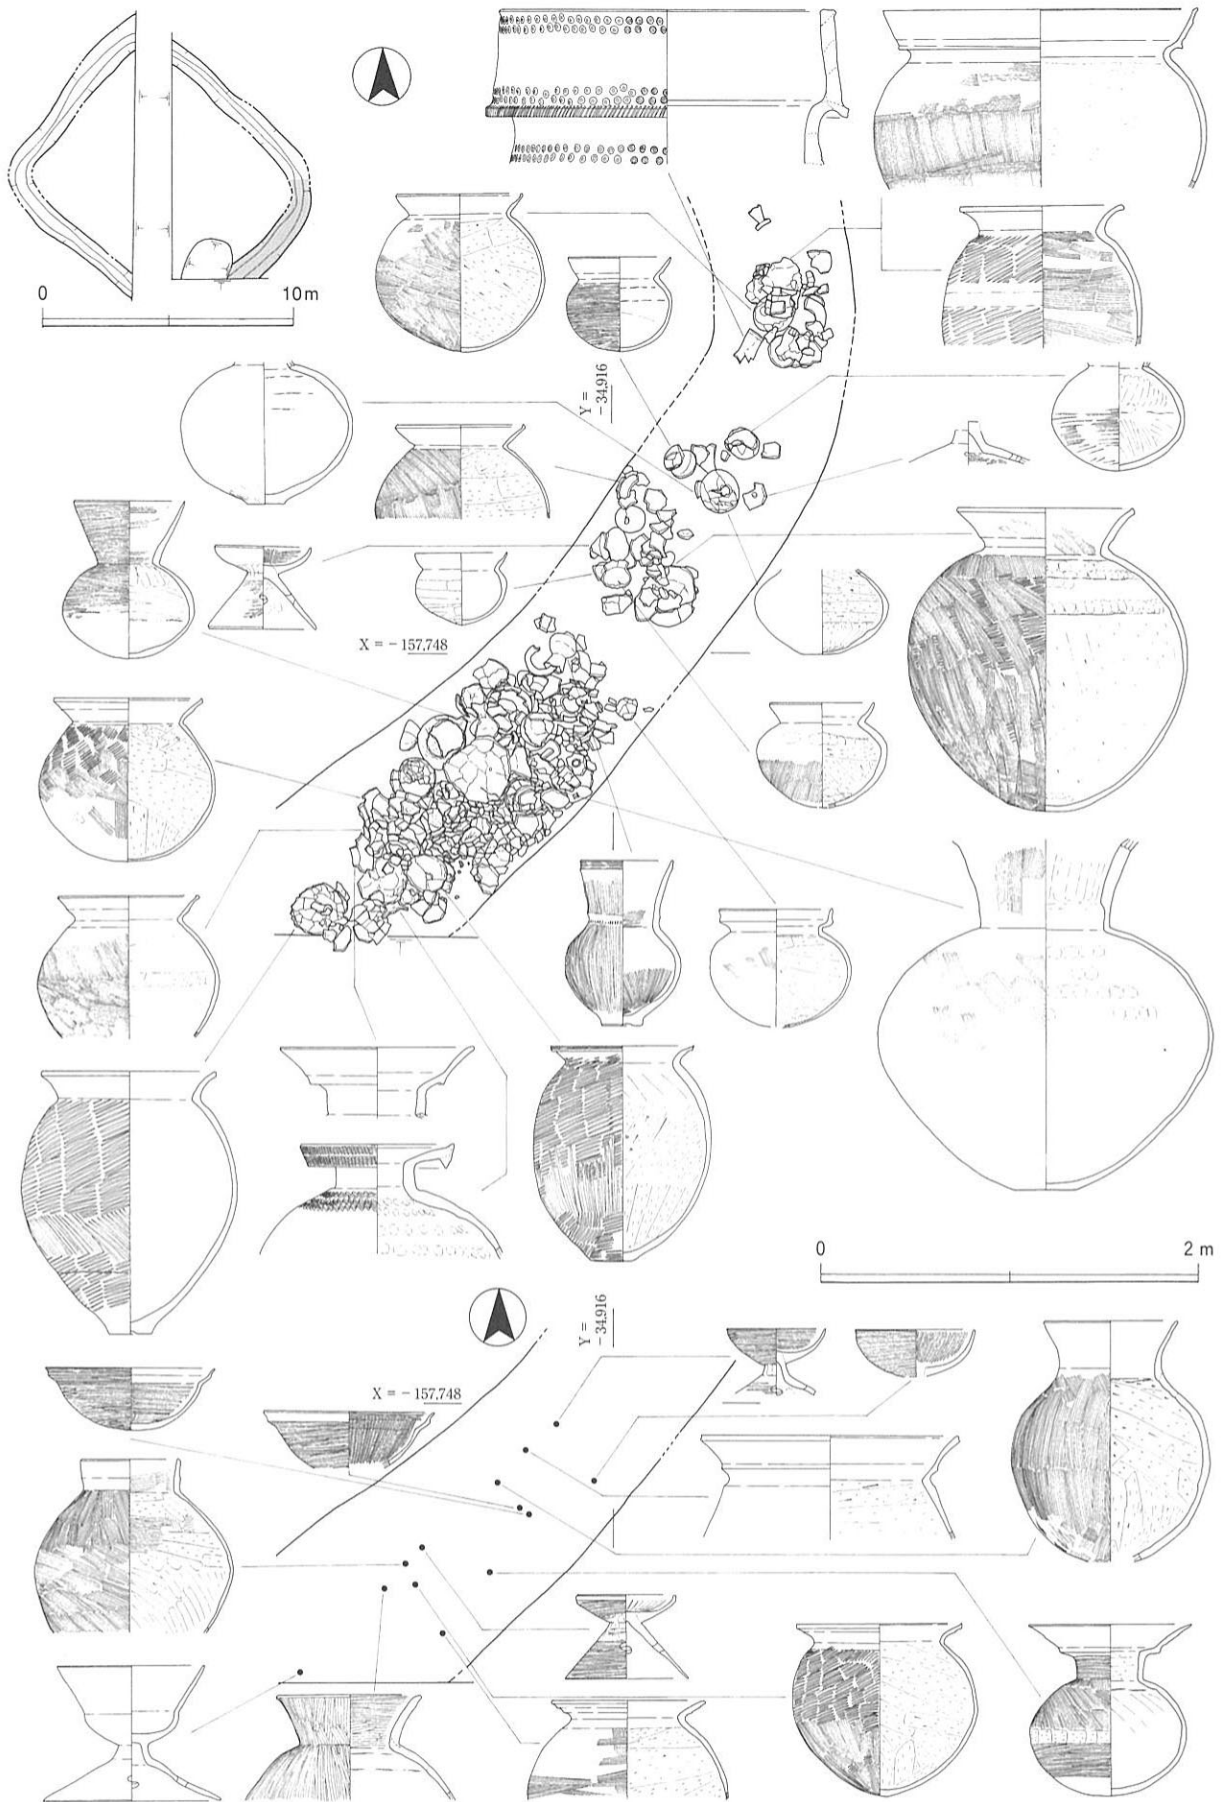 0 10m
Y =
-34,916
X = -157,748
0 2 m
Y =
-34,916
X = -157,748